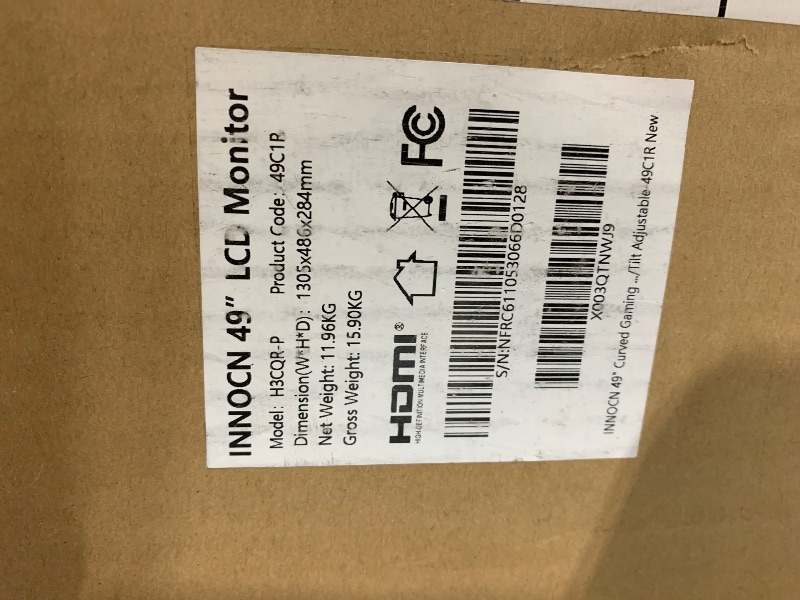 INNOCN 49” LCD Monitor
Model: H3CQR-P Product Code: 49C1R
Dimension(W*H*D): 1305x486x284mm
Net Weight: 11.96KG
Gross Weight: 15.90KG
HDMI®
HIGH-DEFINITION MULTIMEDIA INTERFACE
FC
S/N:NFRC611053066D0128
X003QTNWJ9
INNOCN 49" Curved Gaming .../Tilt Adjustable-49C1R New